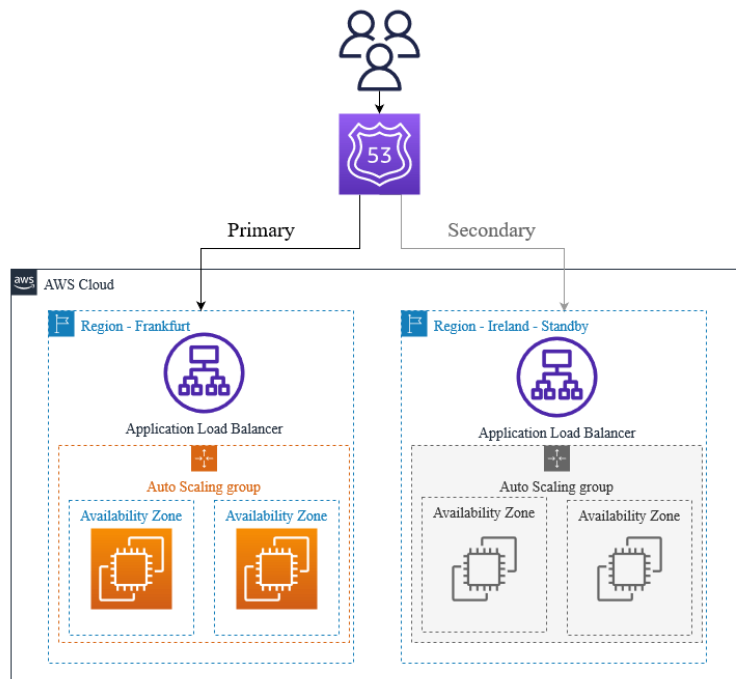 53
Primary
Secondary
aws
AWS Cloud
Region - Frankfurt
Region - Ireland - Standby
Application Load Balancer
Application Load Balancer
Auto Scaling group
Auto Scaling group
Availability Zone
Availability Zone
Availability Zone
Availability Zone